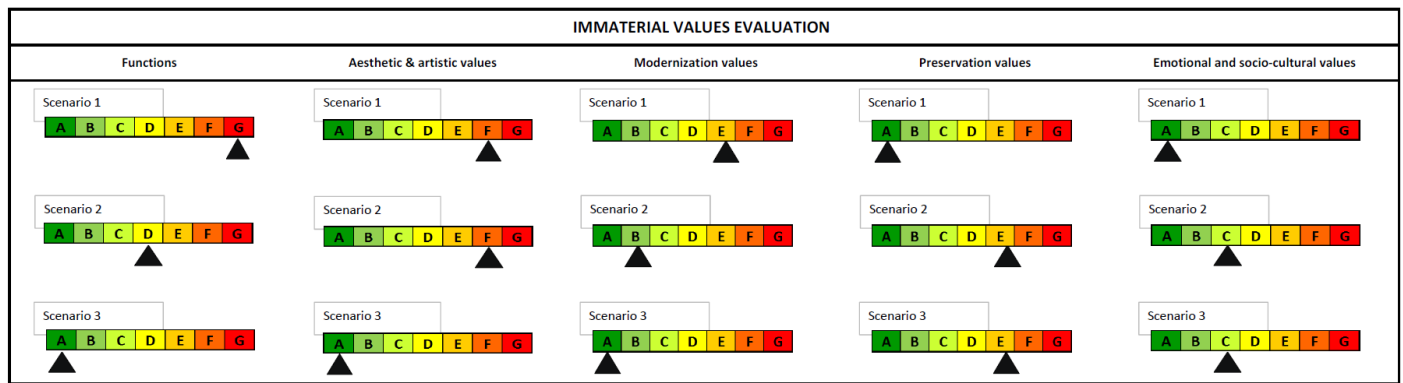 IMMATERIAL VALUES EVALUATION
Functions Aesthetic & artistic values Modernization values Preservation values Emotional and socio-cultural values
Scenario 1 Scenario 1 Scenario 1 Scenario 1 Scenario 1
A B C D E F G A B C D E F G A B C D E F G A B C D E F G A B C D E F G
Scenario 2 Scenario 2 Scenario 2 Scenario 2 Scenario 2
A B C D E F G A B C D E F G A B C D E F G A B C D E F G A B C D E F G
Scenario 3 Scenario 3 Scenario 3 Scenario 3 Scenario 3
A B C D E F G A B C D E F G A B C D E F G A B C D E F G A B C D E F G